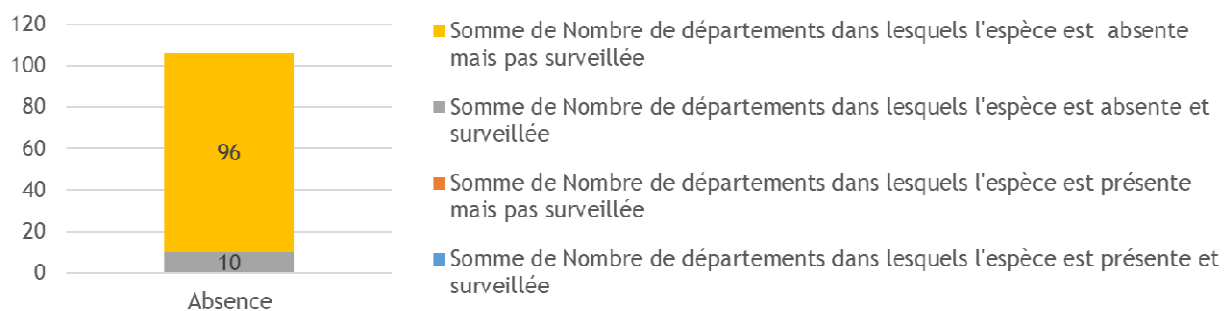 120
100
80
60
40
20
0
96
10
Absence
Somme de Nombre de départements dans lesquels l'espèce est absente
mais pas surveillée
Somme de Nombre de départements dans lesquels l'espèce est absente et
surveillée
Somme de Nombre de départements dans lesquels l'espèce est présente
mais pas surveillée
Somme de Nombre de départements dans lesquels l'espèce est présente et
surveillée